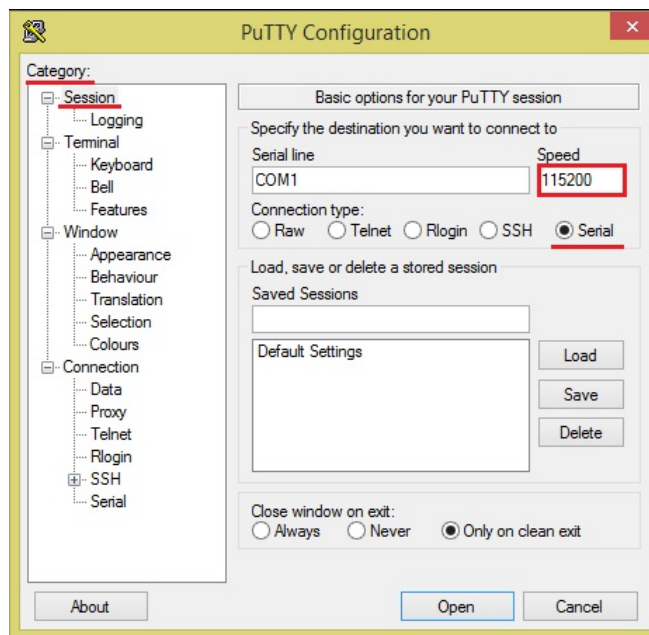 PuTTY Configuration
Category:
Session
Logging
Terminal
Keyboard
Bell
Features
Window
Appearance
Behaviour
Translation
Selection
Colours
Connection
Data
Proxy
Telnet
Rlogin
SSH
Serial
Basic options for your PuTTY session
Specify the destination you want to connect to
Serial line Speed
COM1 115200
Connection type:
Raw Telnet Rlogin SSH Serial
Load, save or delete a stored session
Saved Sessions
Default Settings
Load
Save
Delete
Close window on exit:
Always Never Only on clean exit
About Open Cancel